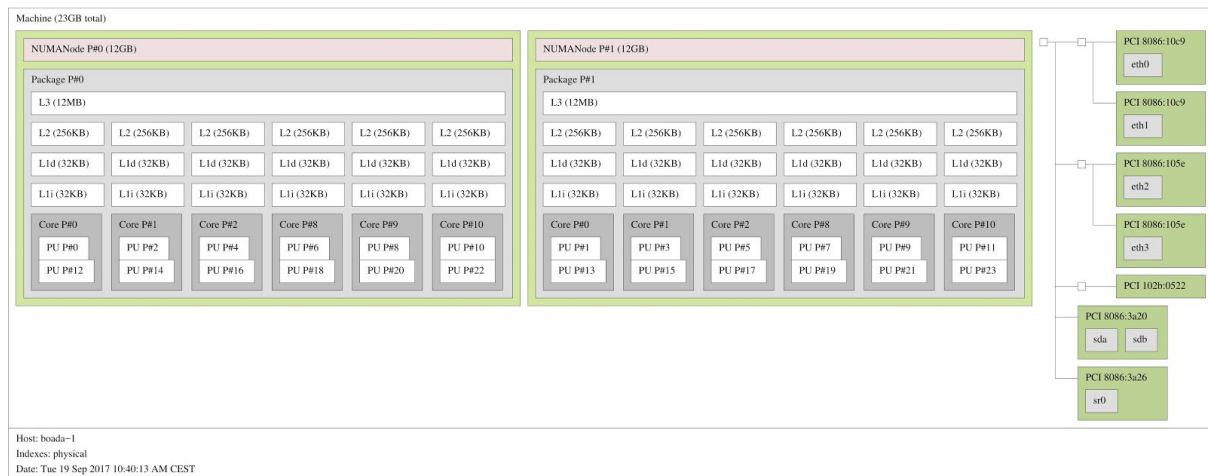 Machine (23GB total)
NUMANode P#0 (12GB)
Package P#0
L3 (12MB)
L2 (256KB) L2 (256KB) L2 (256KB) L2 (256KB) L2 (256KB) L2 (256KB)
L1d (32KB) L1d (32KB) L1d (32KB) L1d (32KB) L1d (32KB) L1d (32KB)
L1i (32KB) L1i (32KB) L1i (32KB) L1i (32KB) L1i (32KB) L1i (32KB)
Core P#0 Core P#1 Core P#2 Core P#8 Core P#9 Core P#10
PU P#0 PU P#2 PU P#4 PU P#6 PU P#8 PU P#10
PU P#12 PU P#14 PU P#16 PU P#18 PU P#20 PU P#22
NUMANode P#1 (12GB)
Package P#1
L3 (12MB)
L2 (256KB) L2 (256KB) L2 (256KB) L2 (256KB) L2 (256KB) L2 (256KB)
L1d (32KB) L1d (32KB) L1d (32KB) L1d (32KB) L1d (32KB) L1d (32KB)
L1i (32KB) L1i (32KB) L1i (32KB) L1i (32KB) L1i (32KB) L1i (32KB)
Core P#0 Core P#1 Core P#2 Core P#8 Core P#9 Core P#10
PU P#1 PU P#3 PU P#5 PU P#7 PU P#9 PU P#11
PU P#13 PU P#15 PU P#17 PU P#19 PU P#21 PU P#23
PCI 8086:10c9
eth0
PCI 8086:10c9
eth1
PCI 8086:105e
eth2
PCI 8086:105e
eth3
PCI 102b:0522
PCI 8086:3a20
sda sdb
PCI 8086:3a26
sr0
Host: boada−1
Indexes: physical
Date: Tue 19 Sep 2017 10:40:13 AM CEST